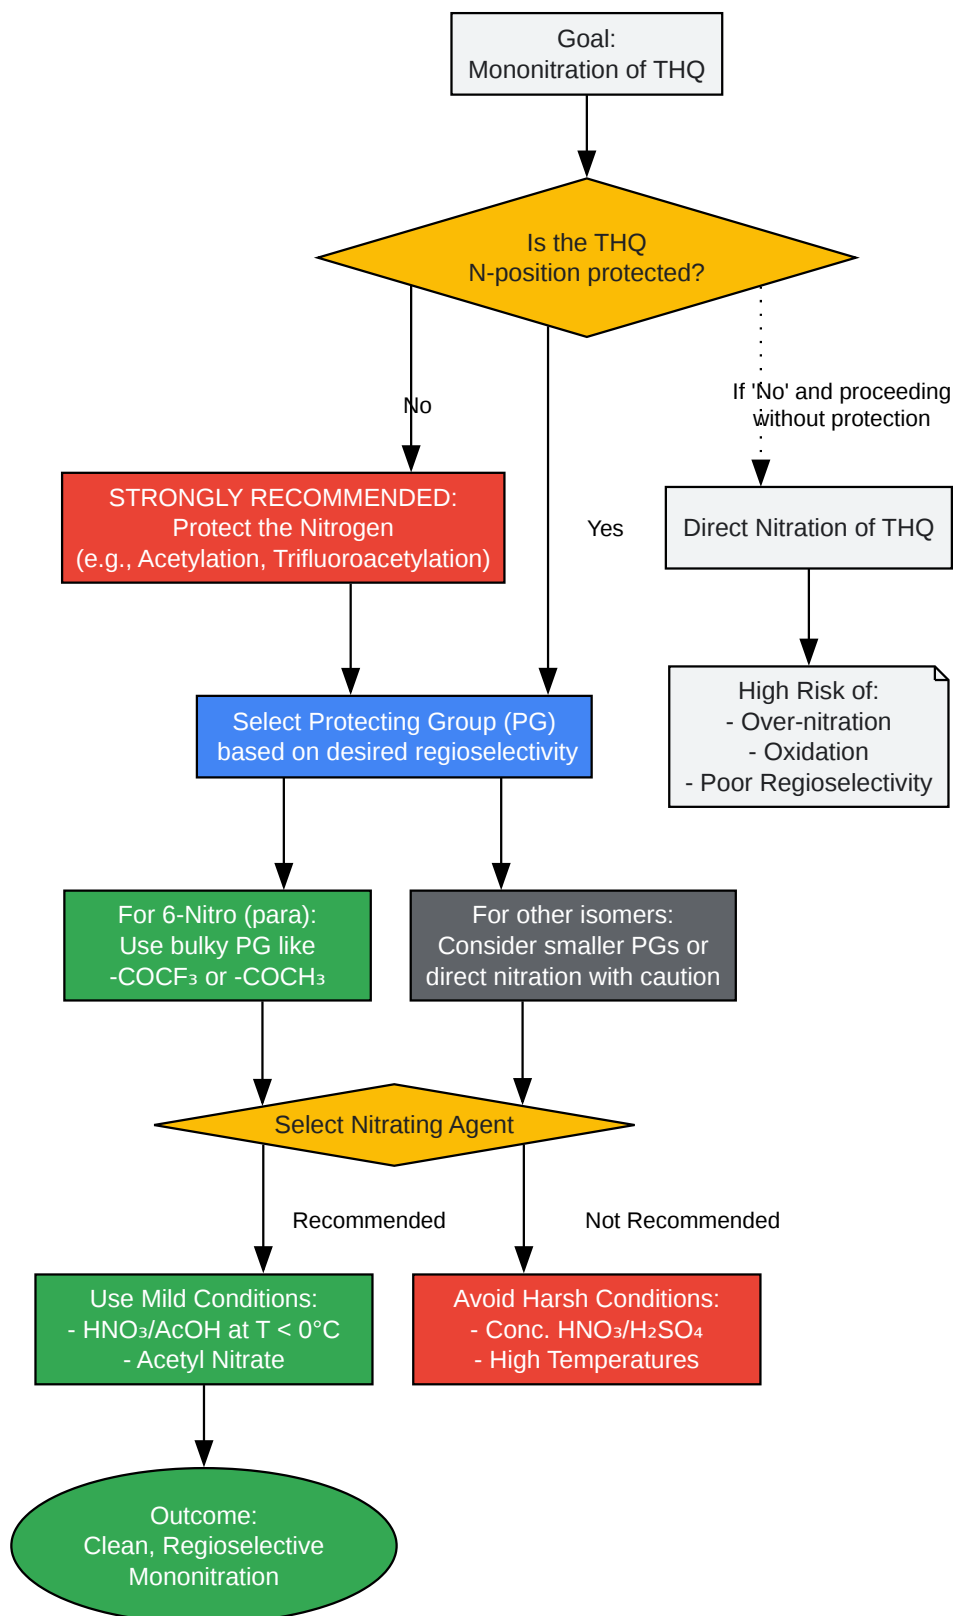 Goal:
Mononitration of THQ
Is the THQ
N-position protected?
No
If 'No' and proceeding
without protection
STRONGLY RECOMMENDED:
Protect the Nitrogen
(e.g., Acetylation, Trifluoroacetylation)
Yes
Direct Nitration of THQ
High Risk of:
- Over-nitration
- Oxidation
- Poor Regioselectivity
Select Protecting Group (PG)
based on desired regioselectivity
For 6-Nitro (para):
Use bulky PG like
-COCF₃ or -COCH₃
For other isomers:
Consider smaller PGs or
direct nitration with caution
Select Nitrating Agent
Recommended
Not Recommended
Use Mild Conditions:
- HNO₃/AcOH at T < 0°C
- Acetyl Nitrate
Avoid Harsh Conditions:
- Conc. HNO₃/H₂SO₄
- High Temperatures
Outcome:
Clean, Regioselective
Mononitration